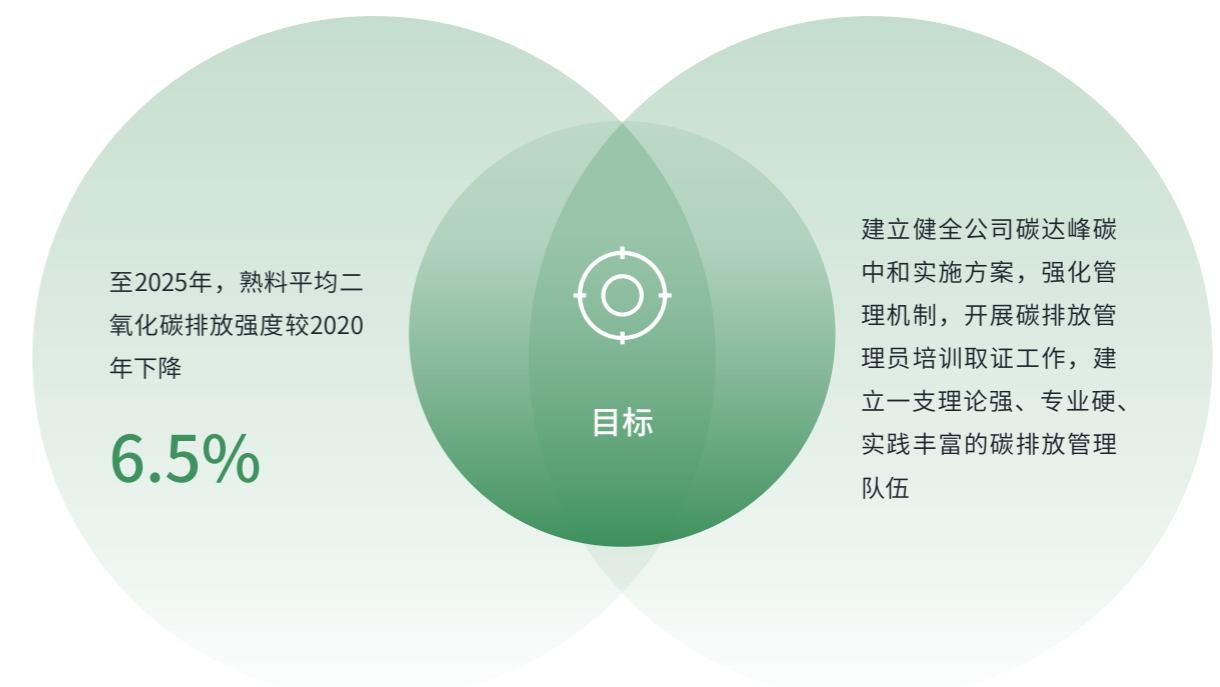 至2025年，熟料平均二
氧化碳排放强度较2020
年下降
6.5%
目标
建立健全公司碳达峰碳
中和实施方案，强化管
理机制，开展碳排放管
理员培训取证工作，建
立一支理论强、专业硬、
实践丰富的碳排放管理
队伍